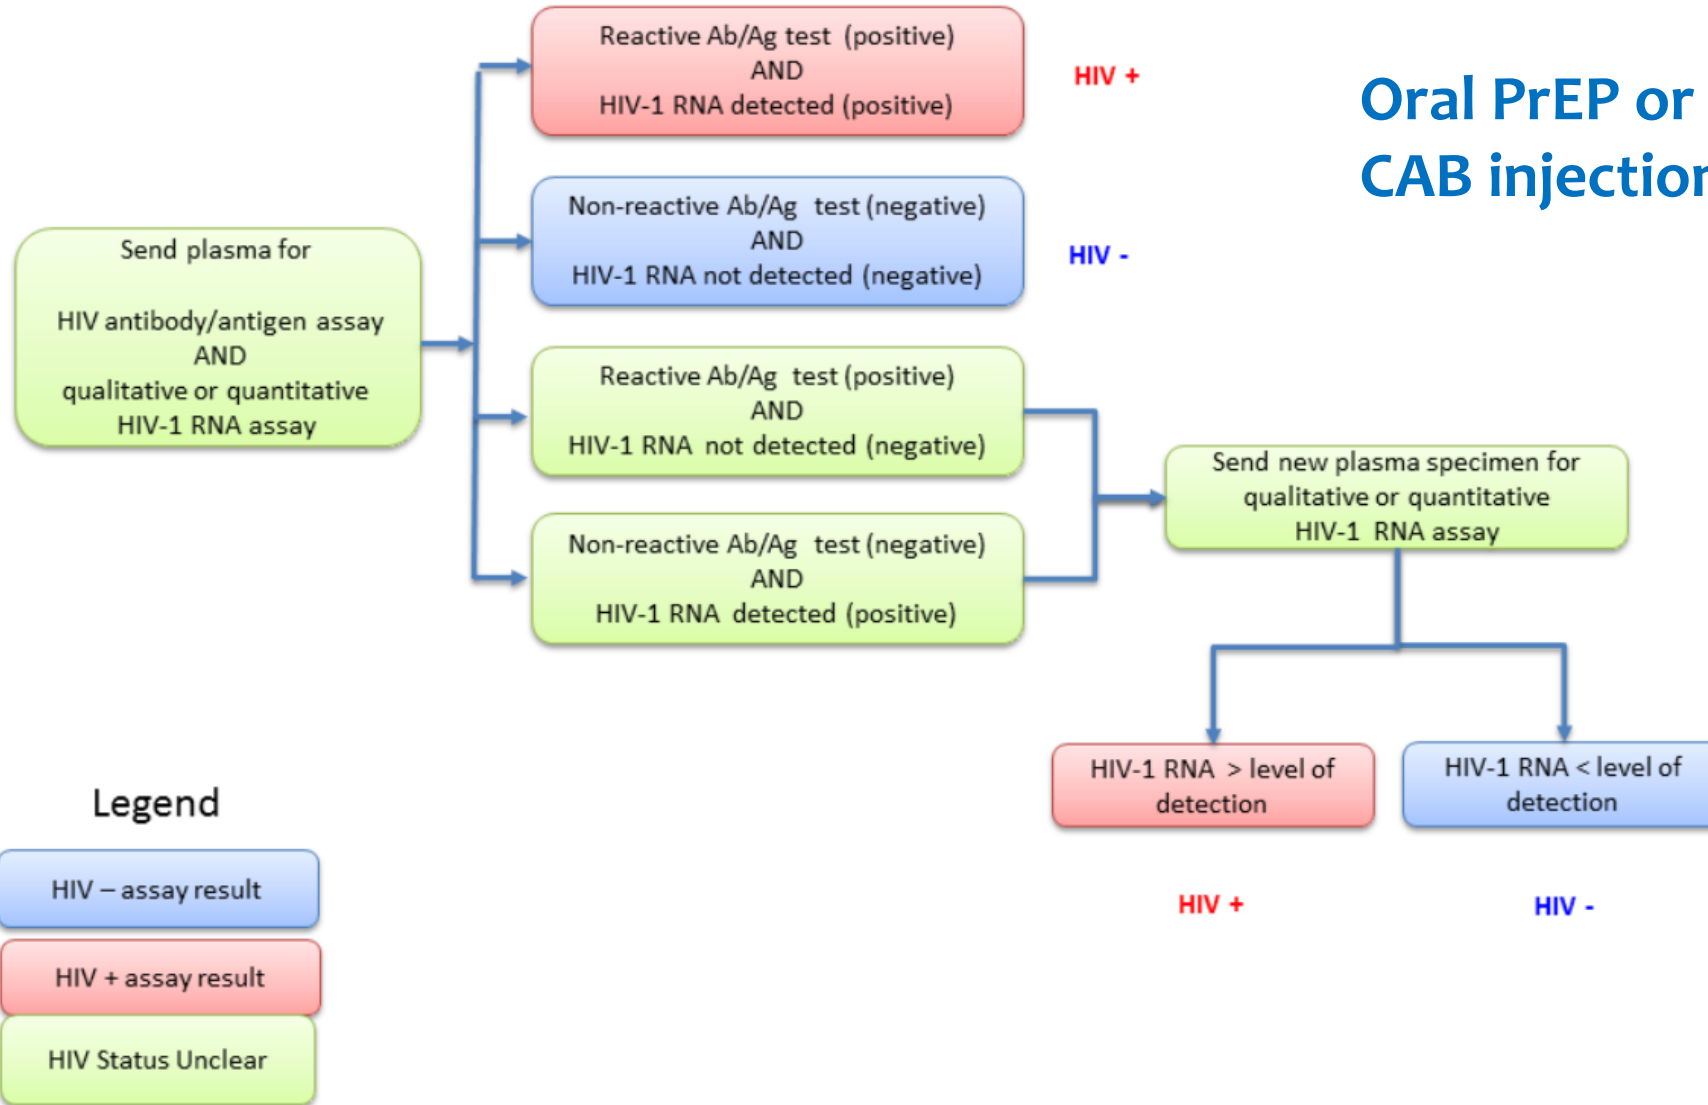 Reactive Ab/Ag test (positive)
AND
HIV-1 RNA detected (positive)
HIV +
Oral PrEP or
CAB injection
Non-reactive Ab/Ag test (negative)
AND
HIV-1 RNA not detected (negative)
HIV -
Send plasma for
HIV antibody/antigen assay
AND
qualitative or quantitative
HIV-1 RNA assay
Reactive Ab/Ag test (positive)
AND
HIV-1 RNA not detected (negative)
Non-reactive Ab/Ag test (negative)
AND
HIV-1 RNA detected (positive)
Send new plasma specimen for
qualitative or quantitative
HIV-1 RNA assay
HIV-1 RNA > level of
detection
HIV-1 RNA < level of
detection
HIV +
HIV -
Legend
HIV – assay result
HIV + assay result
HIV Status Unclear